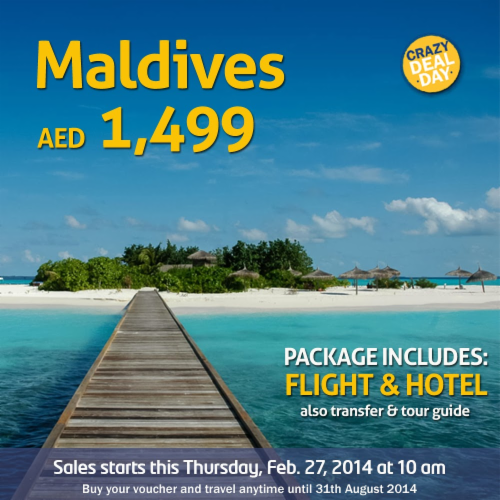 Maldives
AED 1,499
CRAZY
DEAL
DAY
PACKAGE INCLUDES:
FLIGHT & HOTEL
also transfer & tour guide
Sales starts this Thursday, Feb. 27, 2014 at 10 am
Buy your voucher and travel anytime until 31th August 2014